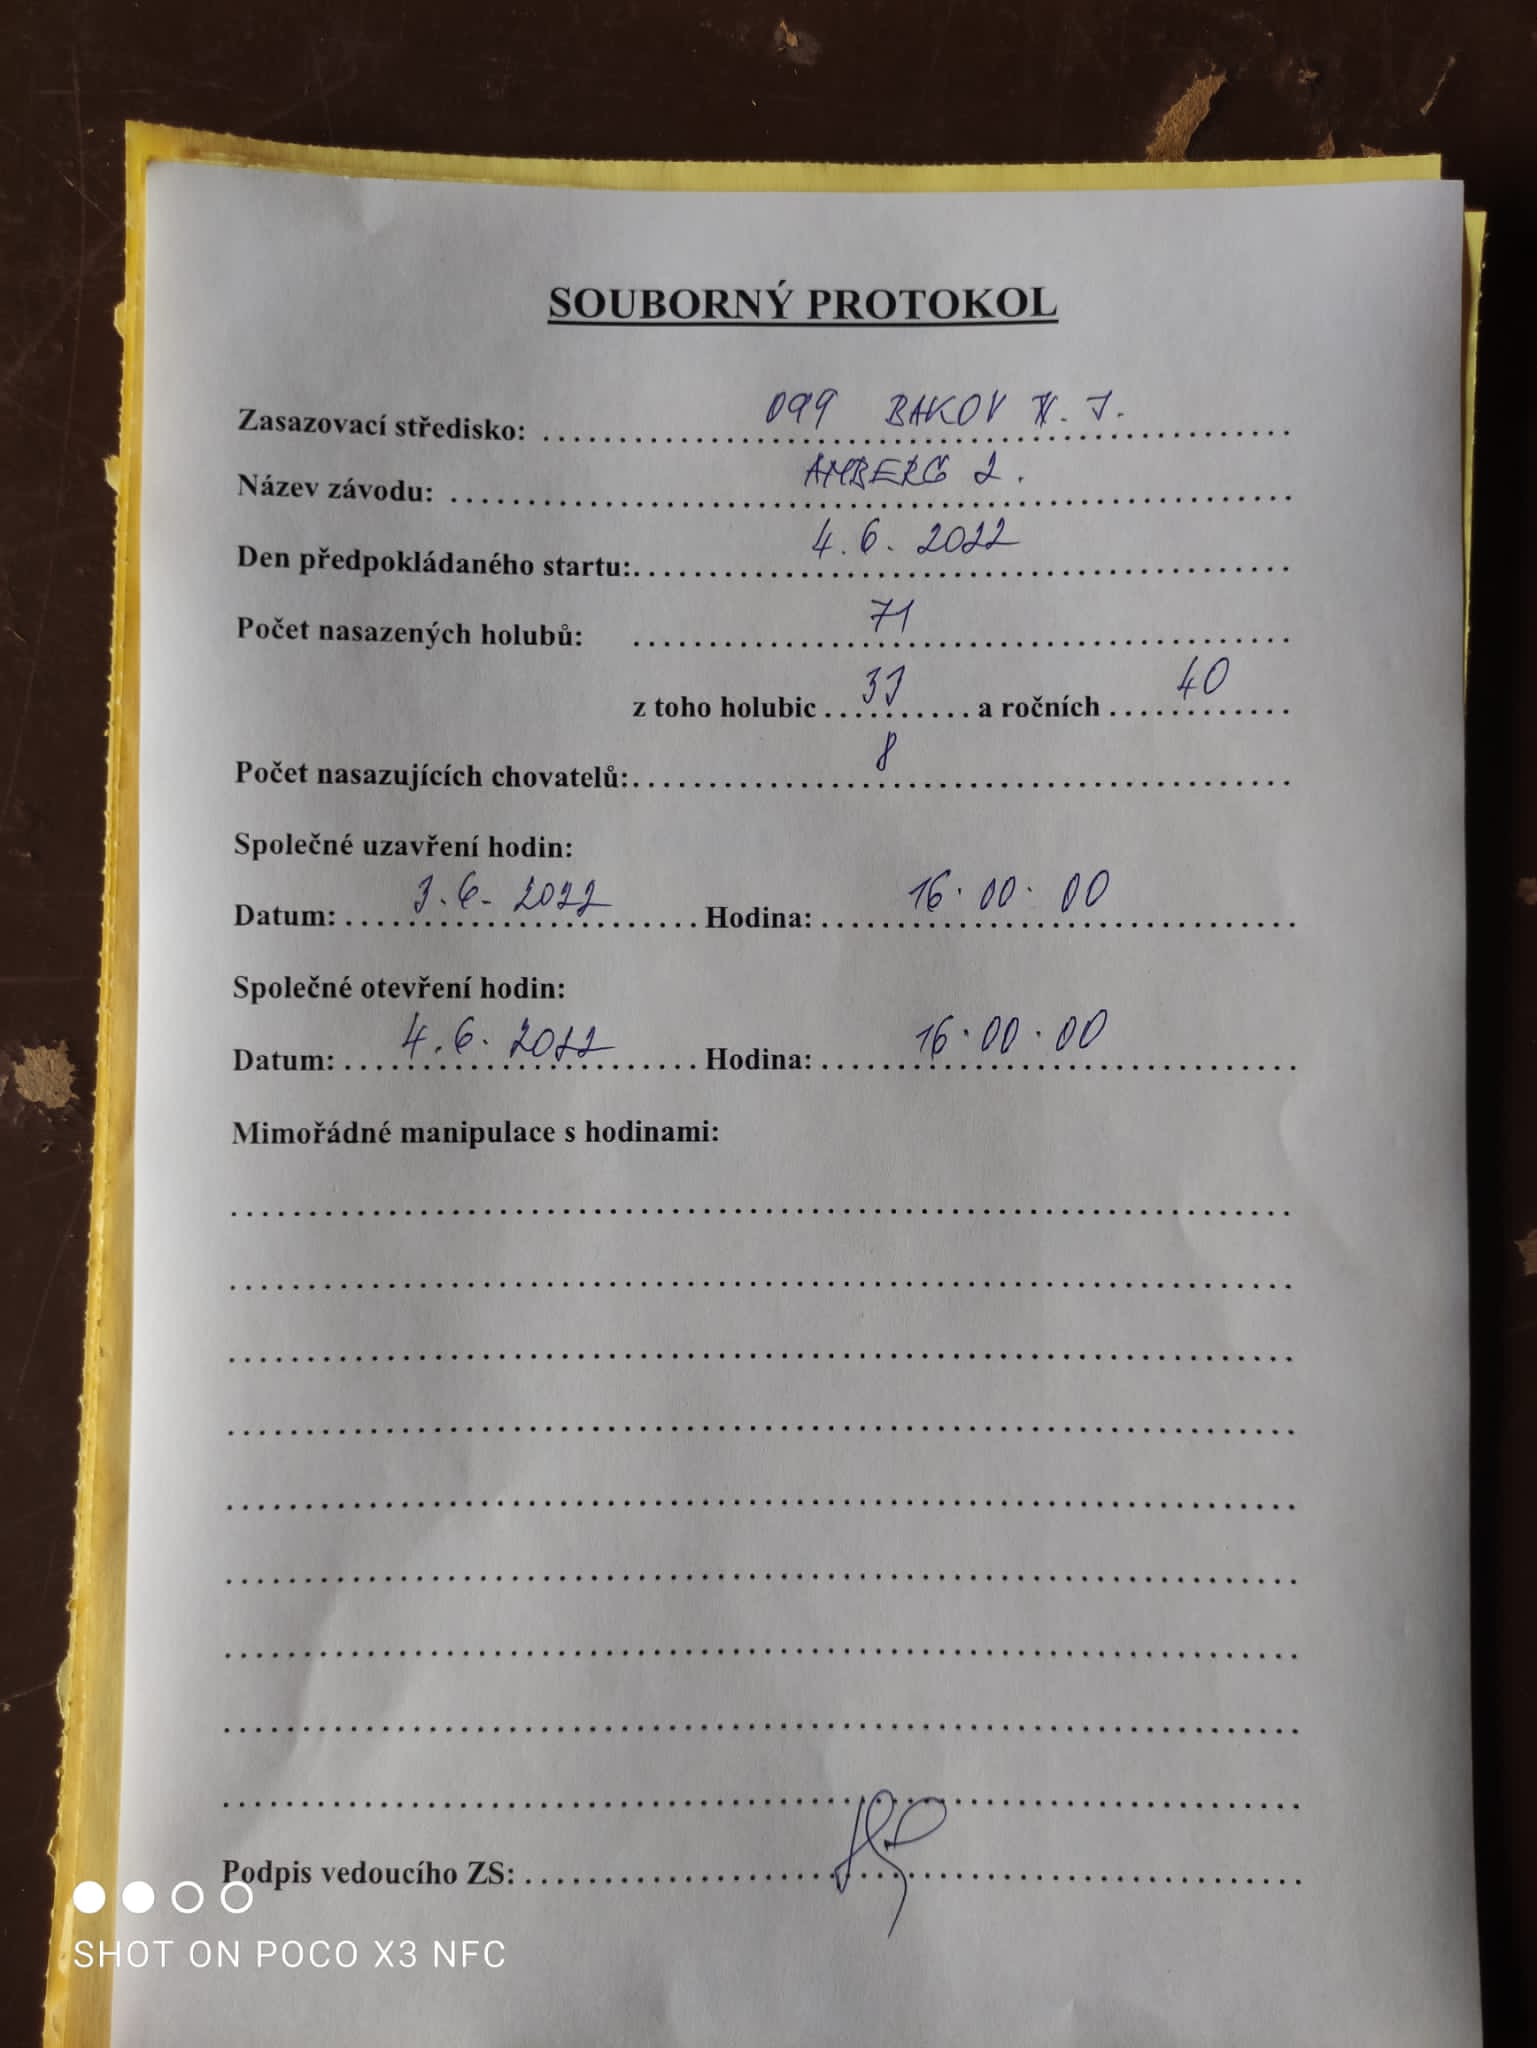 SOUBORNÝ PROTOKOL
Zasazovací středisko: 099 BAKOV N. J.
Název závodu: AMBERG 2.
Den předpokládaného startu: 4.6. 2022
Počet nasazených holubů: 71
z toho holubic 33 a ročních 40
Počet nasazujících chovatelů: 8
Společné uzavření hodin:
Datum: 3.6. 2022 Hodina: 16.00.00
Společné otevření hodin:
Datum: 4.6. 2022 Hodina: 16.00.00
Mimořádné manipulace s hodinami:
Podpis vedoucího ZS:
SHOT ON POCO X3 NFC